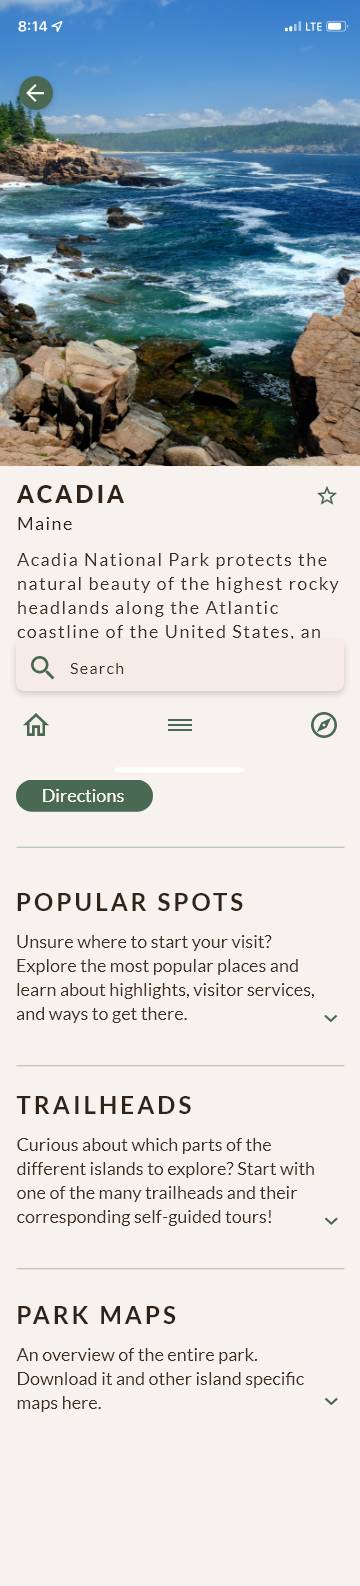 8:14
LTE
ACADIA
Maine
Acadia National Park protects the
natural beauty of the highest rocky
headlands along the Atlantic
coastline of the United States, an
Search
Directions
POPULAR SPOTS
Unsure where to start your visit?
Explore the most popular places and
learn about highlights, visitor services,
and ways to get there.
TRAILHEADS
Curious about which parts of the
different islands to explore? Start with
one of the many trailheads and their
corresponding self-guided tours!
PARK MAPS
An overview of the entire park.
Download it and other island specific
maps here.